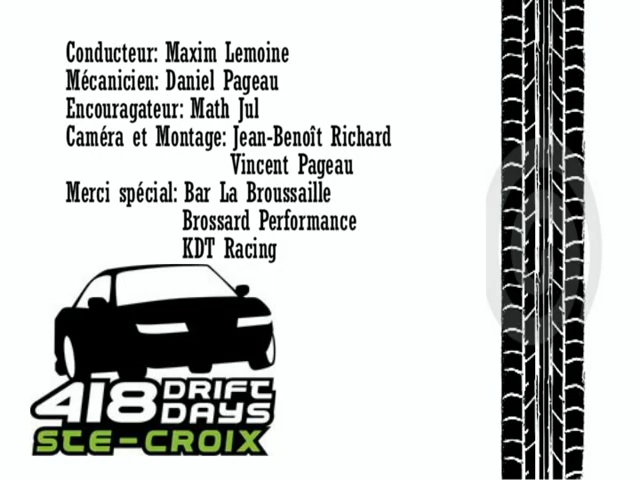 Conducteur: Maxim Lemoine
Mécanicien: Daniel Pageau
Encouragateur: Math Jul
Caméra et Montage: Jean-Benoît Richard
Vincent Pageau
Merci spécial: Bar La Broussaille
Brossard Performance
KDT Racing
418 DRIFT DAYS
STE-CROIX